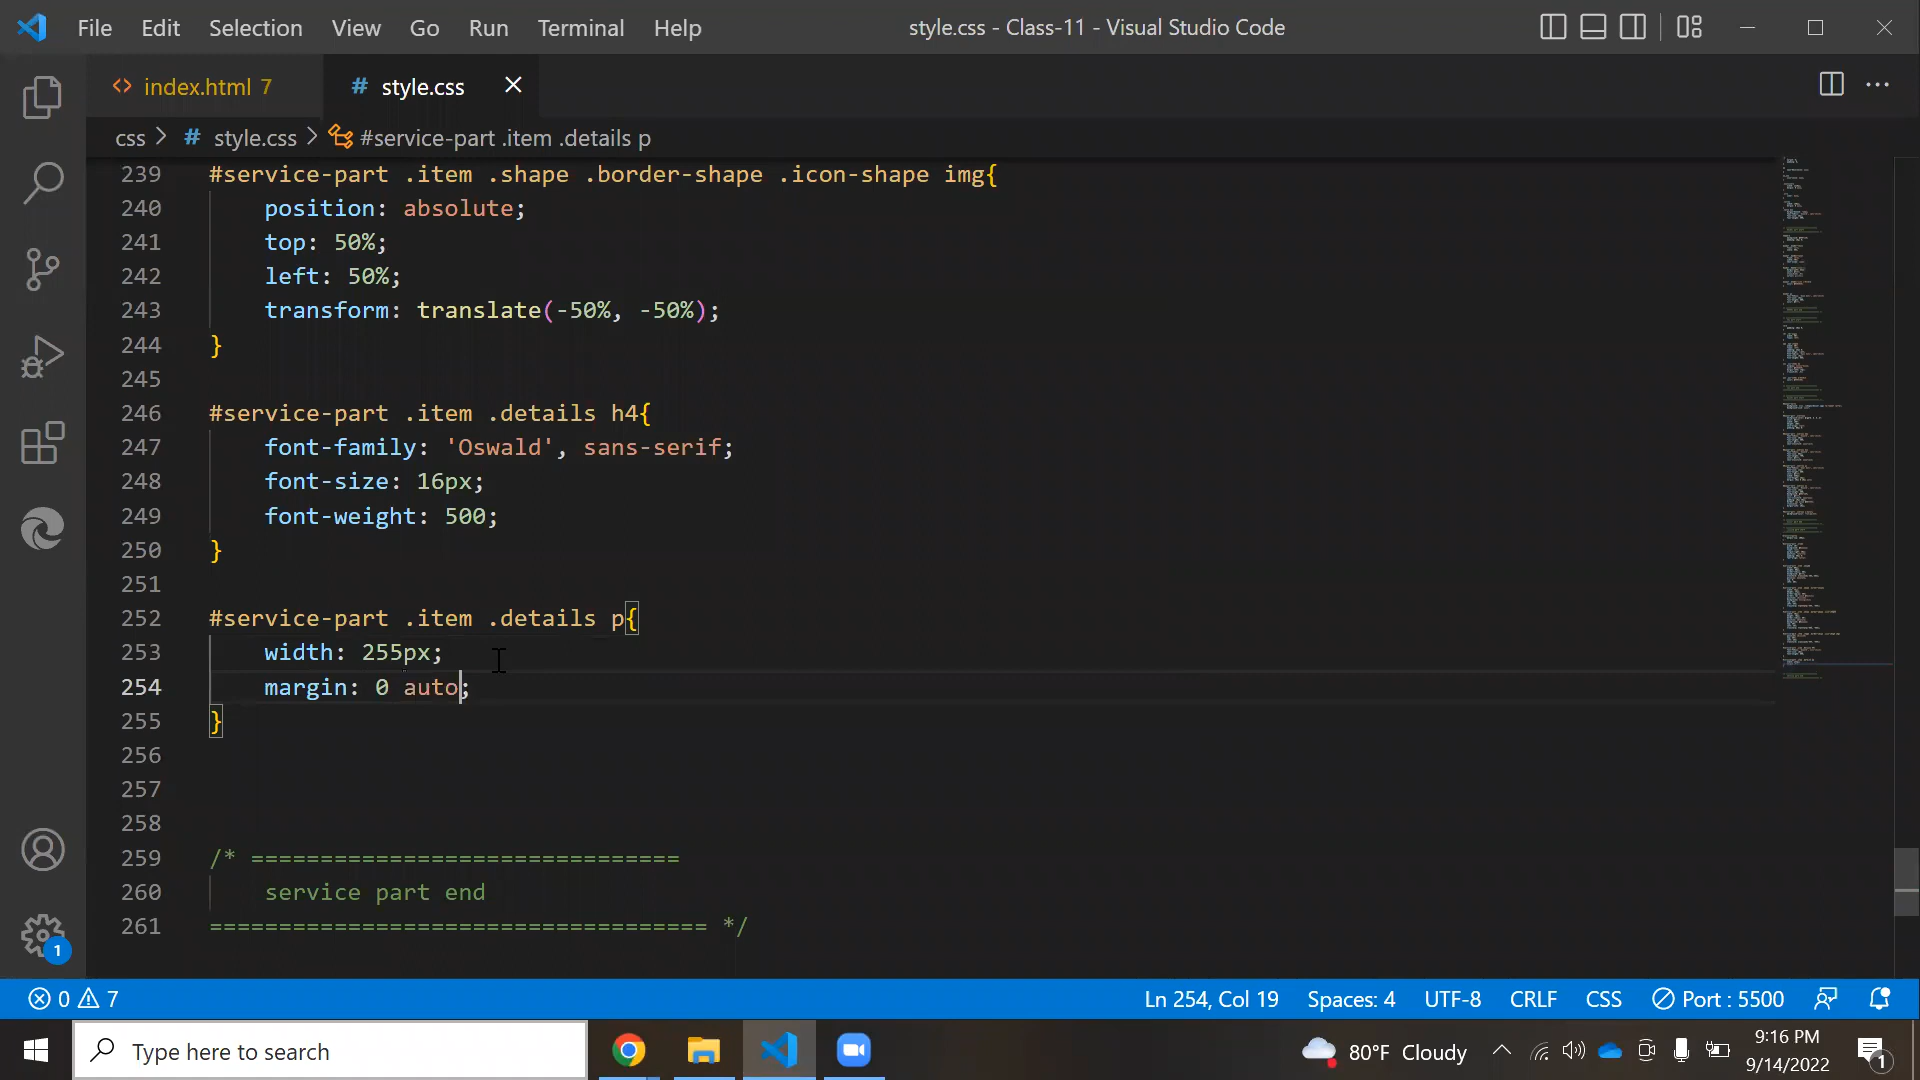 File Edit Selection View Go Run Terminal Help style.css - Class-11 - Visual Studio Code
<> index.html 7 # style.css
css > # style.css > #service-part .item .details p
239 #service-part .item .shape .border-shape .icon-shape img{
240 position: absolute;
241 top: 50%;
242 left: 50%;
243 transform: translate(-50%, -50%);
244 }
245
246 #service-part .item .details h4{
247 font-family: 'Oswald', sans-serif;
248 font-size: 16px;
249 font-weight: 500;
250 }
251
252 #service-part .item .details p{
253 width: 255px;
254 margin: 0 auto;
255 }
256
257
258
259 /* ===============================
260 service part end
261 ==================================== */
1
0 7 Ln 254, Col 19 Spaces: 4 UTF-8 CRLF CSS Port : 5500
Type here to search 80°F Cloudy 9:16 PM
9/14/2022 1